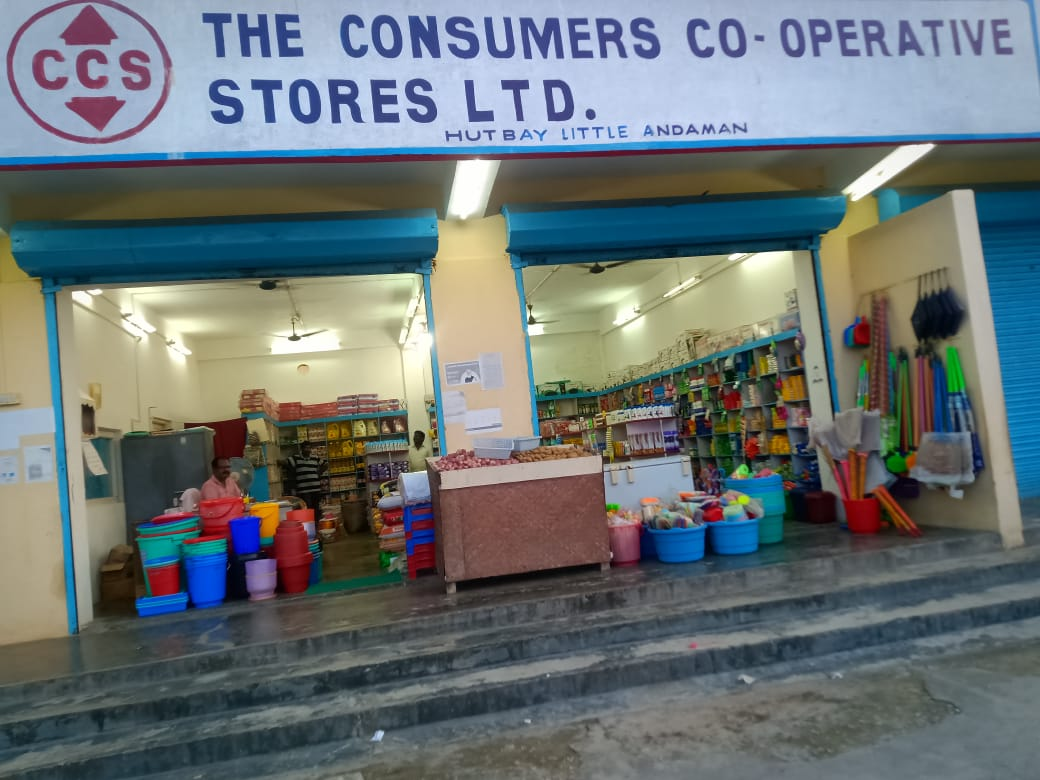 CCS
THE CONSUMERS CO-OPERATIVE
STORES LTD.
HUTBAY LITTLE ANDAMAN